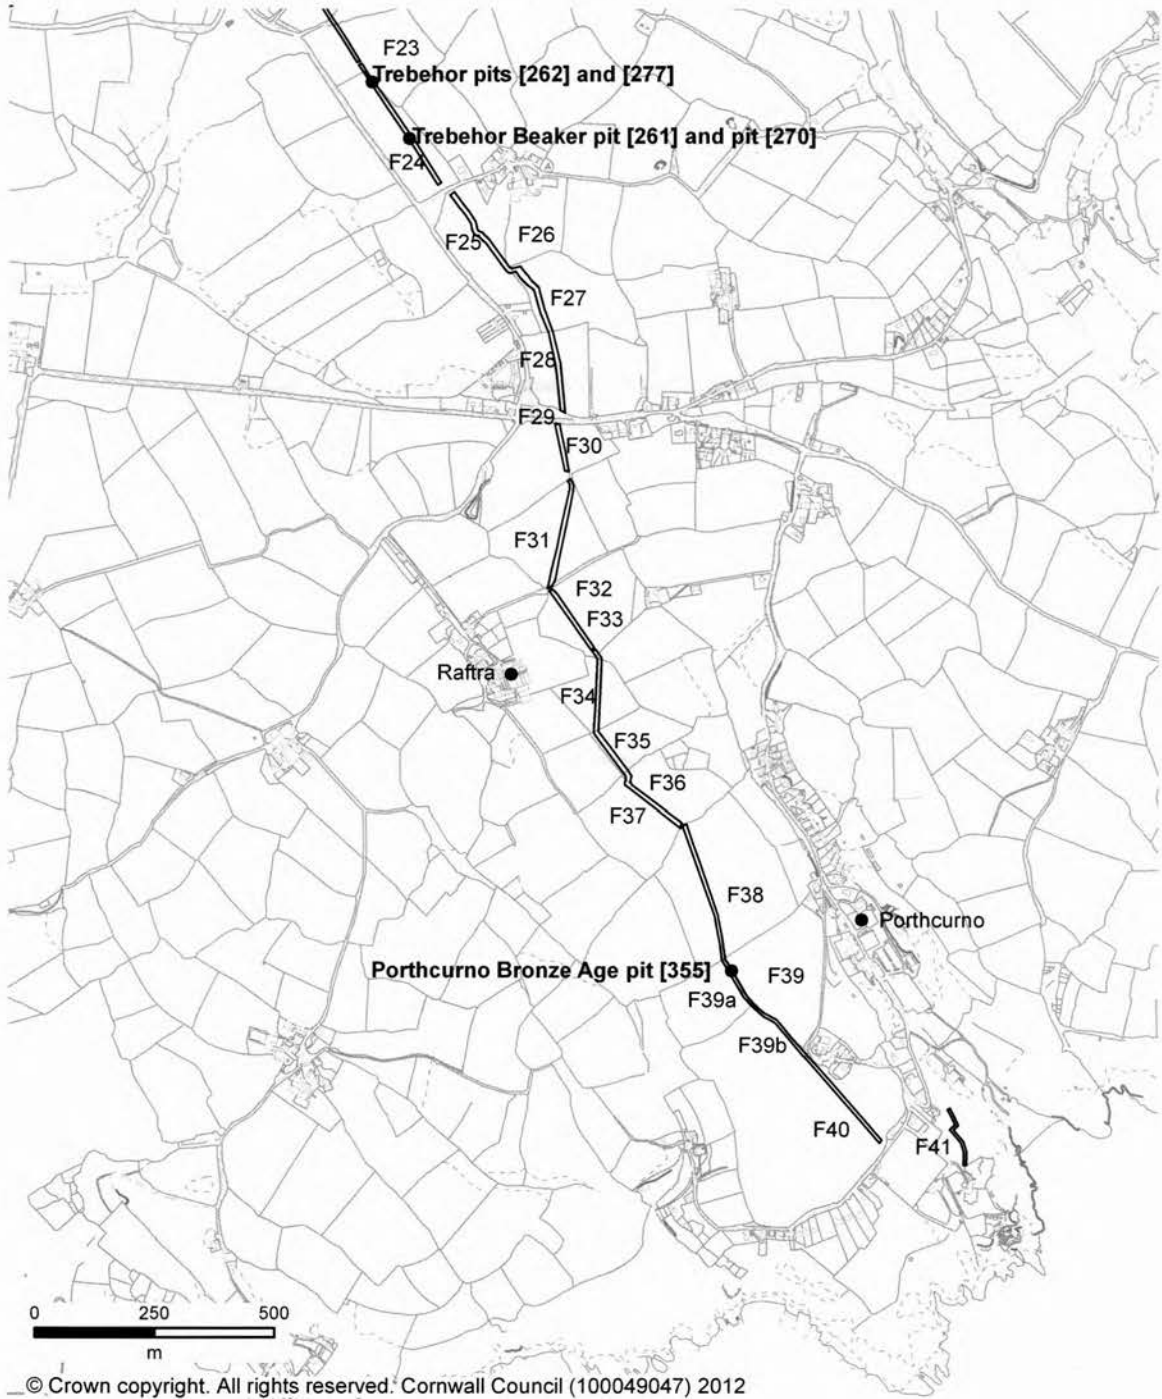 F23
Trebehor pits [262] and [277]
Trebehor Beaker pit [261] and pit [270]
F24
F26
F25
F27
F28
F29
F30
F31
F32
F33
Raftra
F34
F35
F36
F37
F38
Porthcurno
Porthcurno Bronze Age pit [355]
F39
F39a
F39b
F40
F41
0 250 500
m
© Crown copyright. All rights reserved. Cornwall Council (100049047) 2012